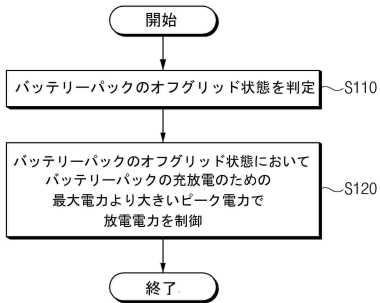 開始
バッテリーパックのオフグリッド状態を判定
S110
バッテリーパックのオフグリッド状態において
バッテリーパックの充放電のための
最大電力より大きいピーク電力で
放電電力を制御
S120
終了